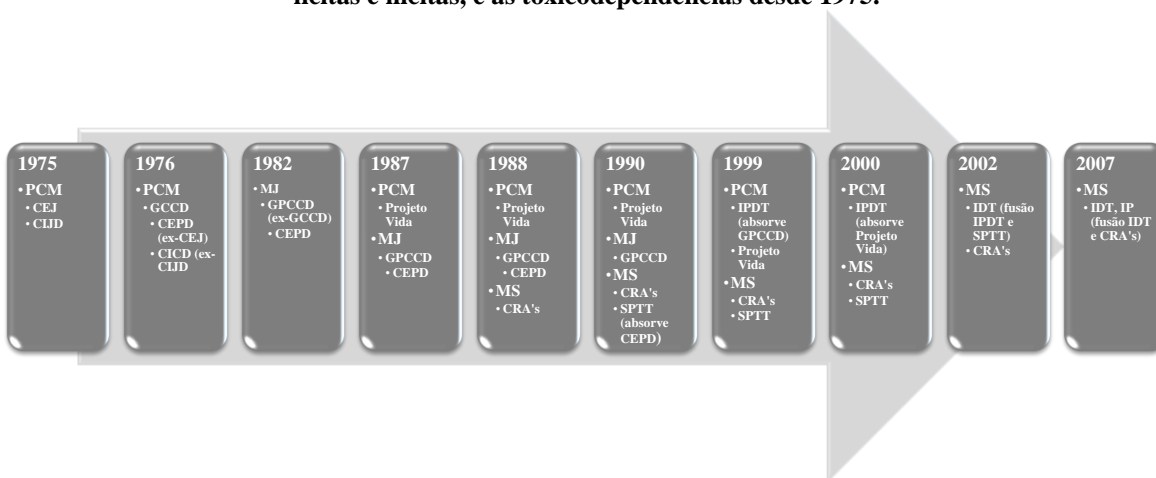 lícitas e ilícitas, e as toxicodependências desde 1975.
1975
•PCM
•CEJ
•CIJD
1976
•PCM
•GCCD
•CEPD
(ex-CEJ)
•CICD (ex-
CIJD
1982
•MJ
•GPCCD
(ex-GCCD)
•CEPD
1987
•PCM
•Projeto
Vida
•MJ
•GPCCD
•CEPD
1988
•PCM
•Projeto
Vida
•MJ
•GPCCD
•CEPD
•MS
•CRA's
1990
•PCM
•Projeto
Vida
•MJ
•GPCCD
•MS
•CRA's
•SPTT
(absorve
CEPD)
1999
•PCM
•IPDT
(absorve
GPCCD)
•Projeto
Vida
•MS
•CRA's
•SPTT
2000
•PCM
•IPDT
(absorve
Projeto
Vida)
•MS
•CRA's
•SPTT
2002
•MS
•IDT (fusão
IPDT e
SPTT)
•CRA's
2007
•MS
•IDT, IP
(fusão IDT
e CRA's)